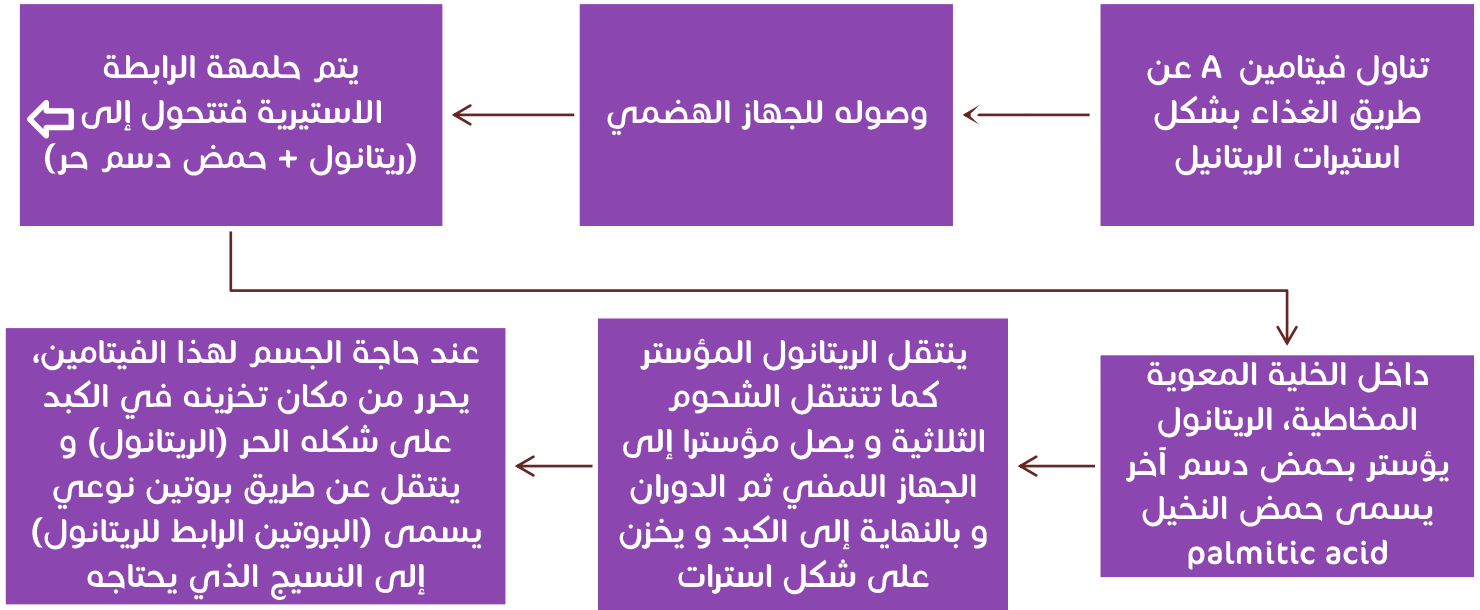 تناول فيتامين A عن
طريق الغذاء بشكل
استيرات الريتانيل
وصوله للجهاز الهضمي
يتم حلمهة الرابطة
الاستيرية فتتحول إلى
(ريتانول + حمض دسم حر)
داخل الخلية المعوية
المخاطية، الريتانول
يؤستر بحمض دسم آخر
يسمى حمض النخيل
palmitic acid
ينتقل الريتانول المؤستر
كما تتنتقل الشحوم
الثلاثية و يصل مؤسترا إلى
الجهاز اللمفي ثم الدوران
و بالنهاية إلى الكبد و يخزن
على شكل استرات
عند حاجة الجسم لهذا الفيتامين،
يحرر من مكان تخزينه في الكبد
على شكله الحر (الريتانول) و
ينتقل عن طريق بروتين نوعي
يسمى (البروتين الرابط للريتانول)
إلى النسيج الذي يحتاجه